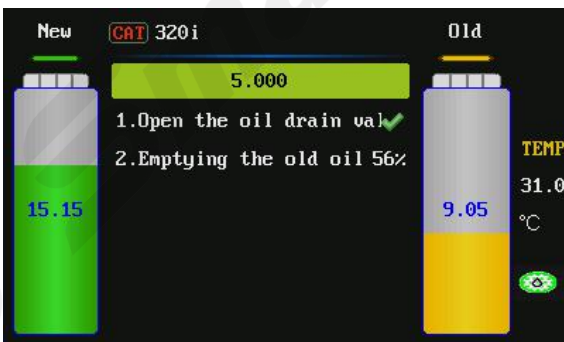 New
CAT 320i
Old
5.000
1.Open the oil drain val
2.Emptying the old oil 56%
TEMP
31.0
15.15
9.05
℃